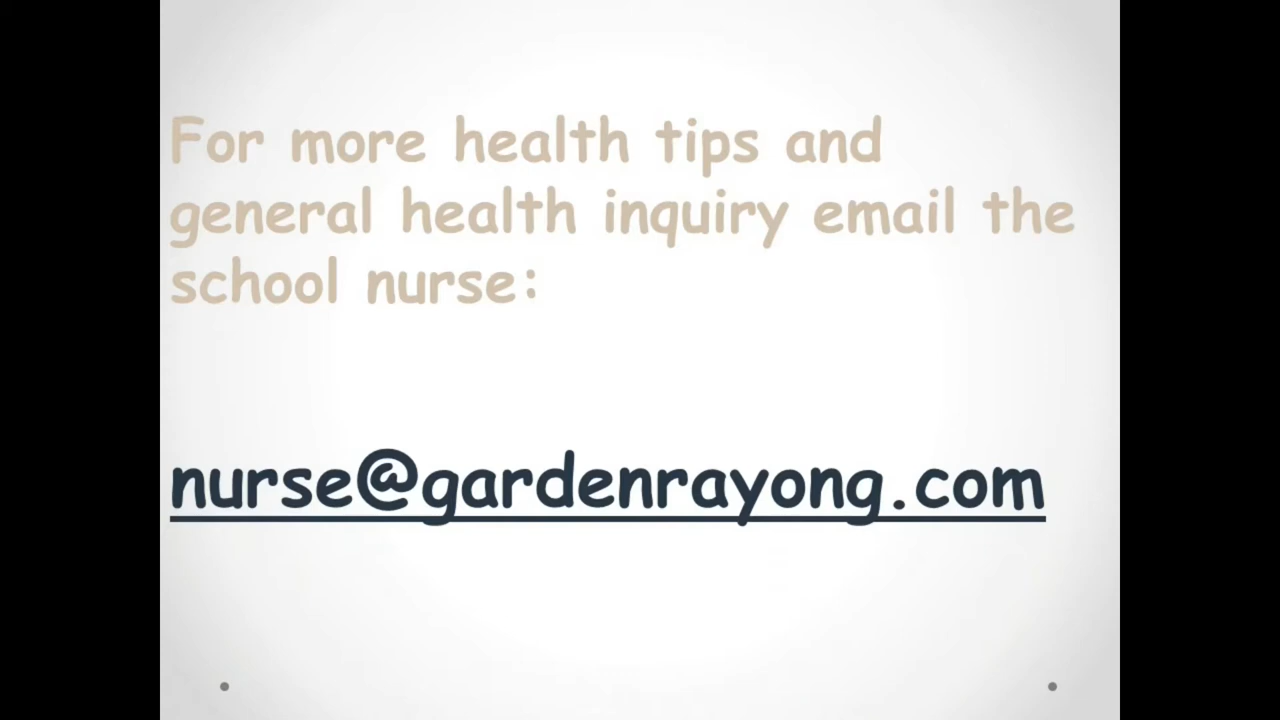 For more health tips and
general health inquiry email the
school nurse:
nurse@gardenrayong.com